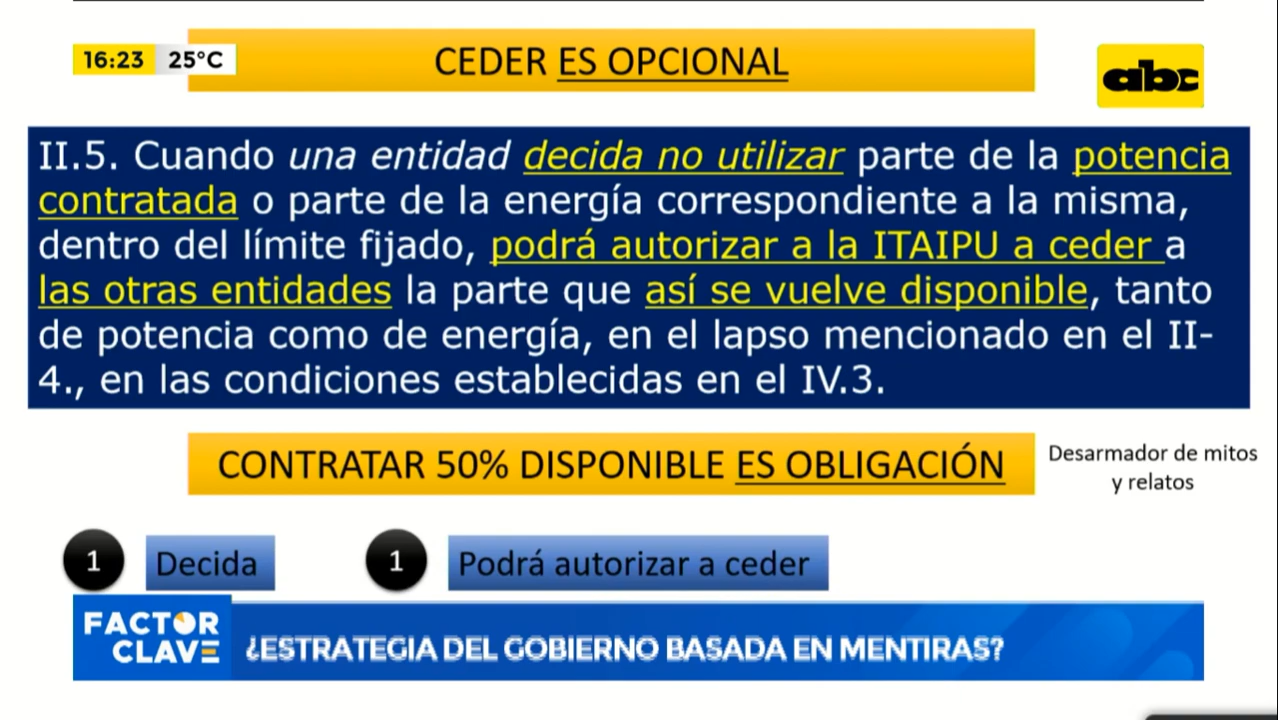 16:23 25°C
CEDER ES OPCIONAL
abc
II.5. Cuando una entidad decida no utilizar parte de la potencia
contratada o parte de la energía correspondiente a la misma,
dentro del límite fijado, podrá autorizar a la ITAIPU a ceder a
las otras entidades la parte que así se vuelve disponible, tanto
de potencia como de energía, en el lapso mencionado en el II-
4., en las condiciones establecidas en el IV.3.
CONTRATAR 50% DISPONIBLE ES OBLIGACIÓN
Desarmador de mitos
y relatos
1 Decida 1 Podrá autorizar a ceder
FACTOR
CLAVE
¿ESTRATEGIA DEL GOBIERNO BASADA EN MENTIRAS?